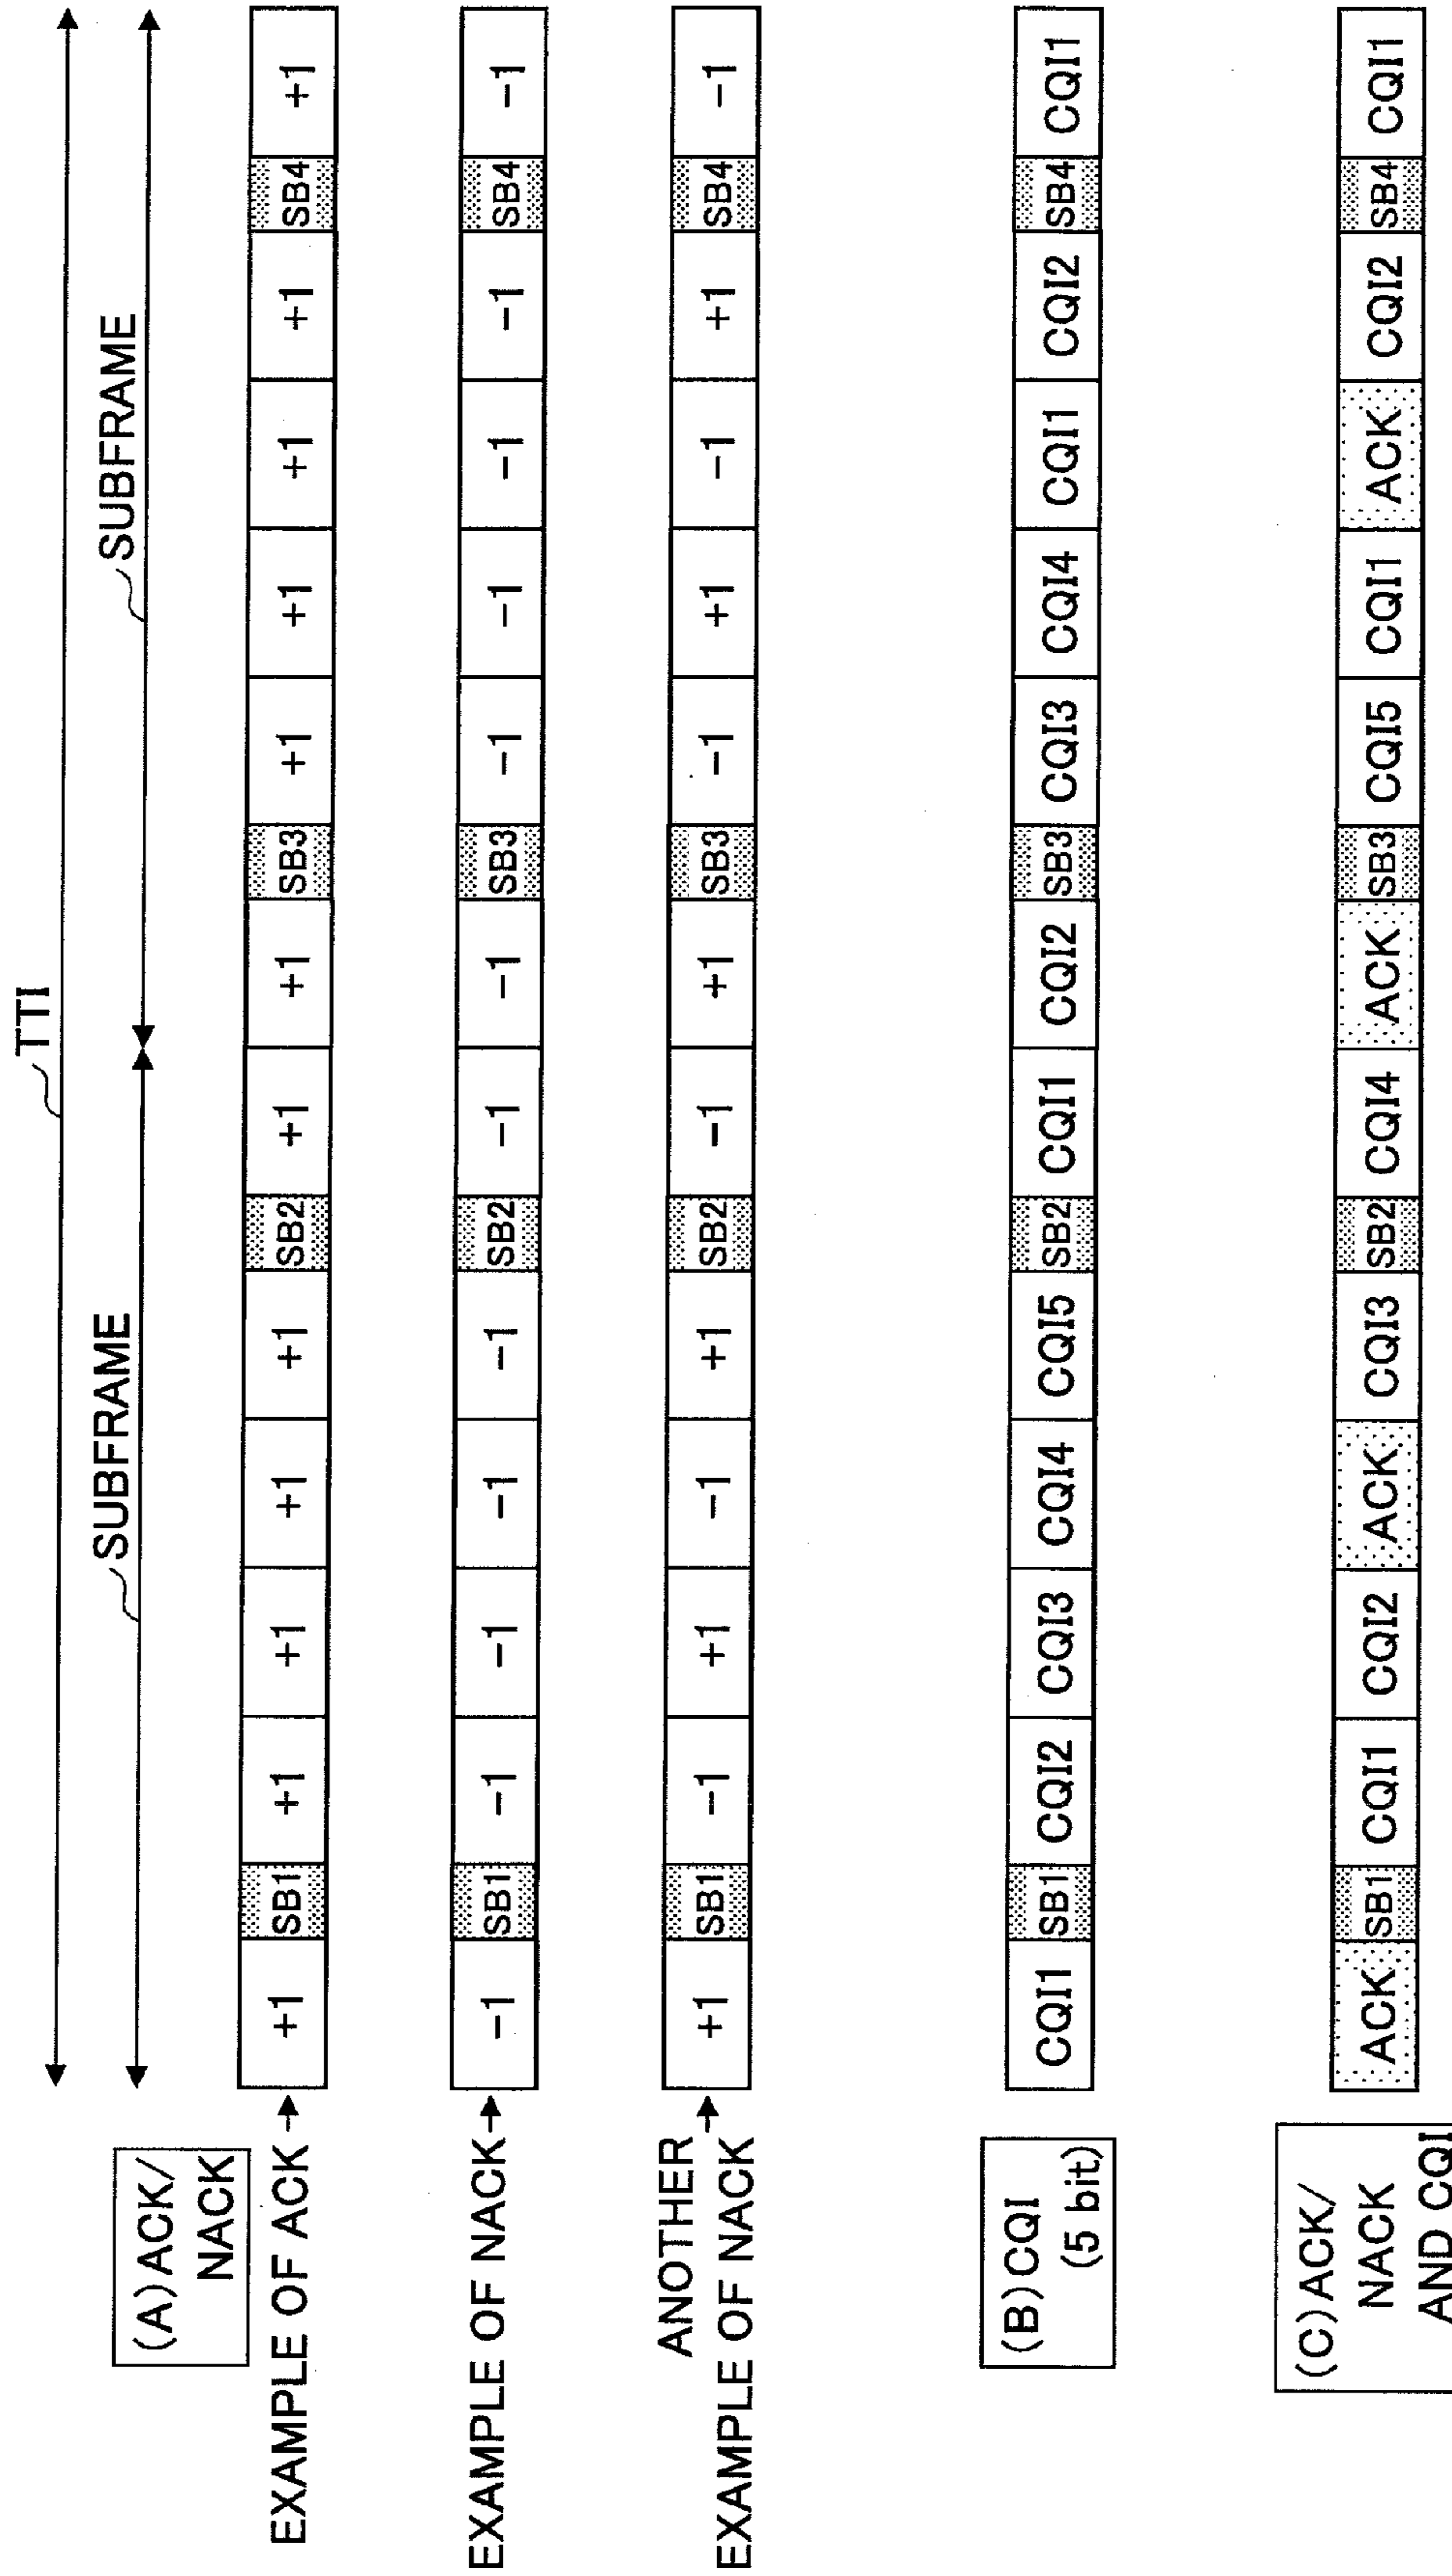 TTI
SUBFRAME SUBFRAME
(A)ACK/
NACK
EXAMPLE OF ACK
+1 SB1 +1 +1 +1 +1 SB2 +1 +1 SB3 +1 +1 +1 +1 SB4 +1
EXAMPLE OF NACK
-1 SB1 -1 -1 -1 -1 SB2 -1 -1 SB3 -1 -1 -1 -1 SB4 -1
ANOTHER
EXAMPLE OF NACK
+1 SB1 -1 +1 -1 +1 SB2 -1 +1 SB3 -1 +1 -1 +1 SB4 -1
(B)CQI
(5 bit)
CQI1 SB1 CQI2 CQI3 CQI4 CQI5 SB2 CQI1 CQI2 SB3 CQI3 CQI4 CQI1 CQI2 SB4 CQI1
(C)ACK/
NACK
AND CQI
ACK SB1 CQI1 CQI2 ACK CQI3 SB2 CQI4 ACK SB3 CQI5 CQI1 ACK CQI2 SB4 CQI1